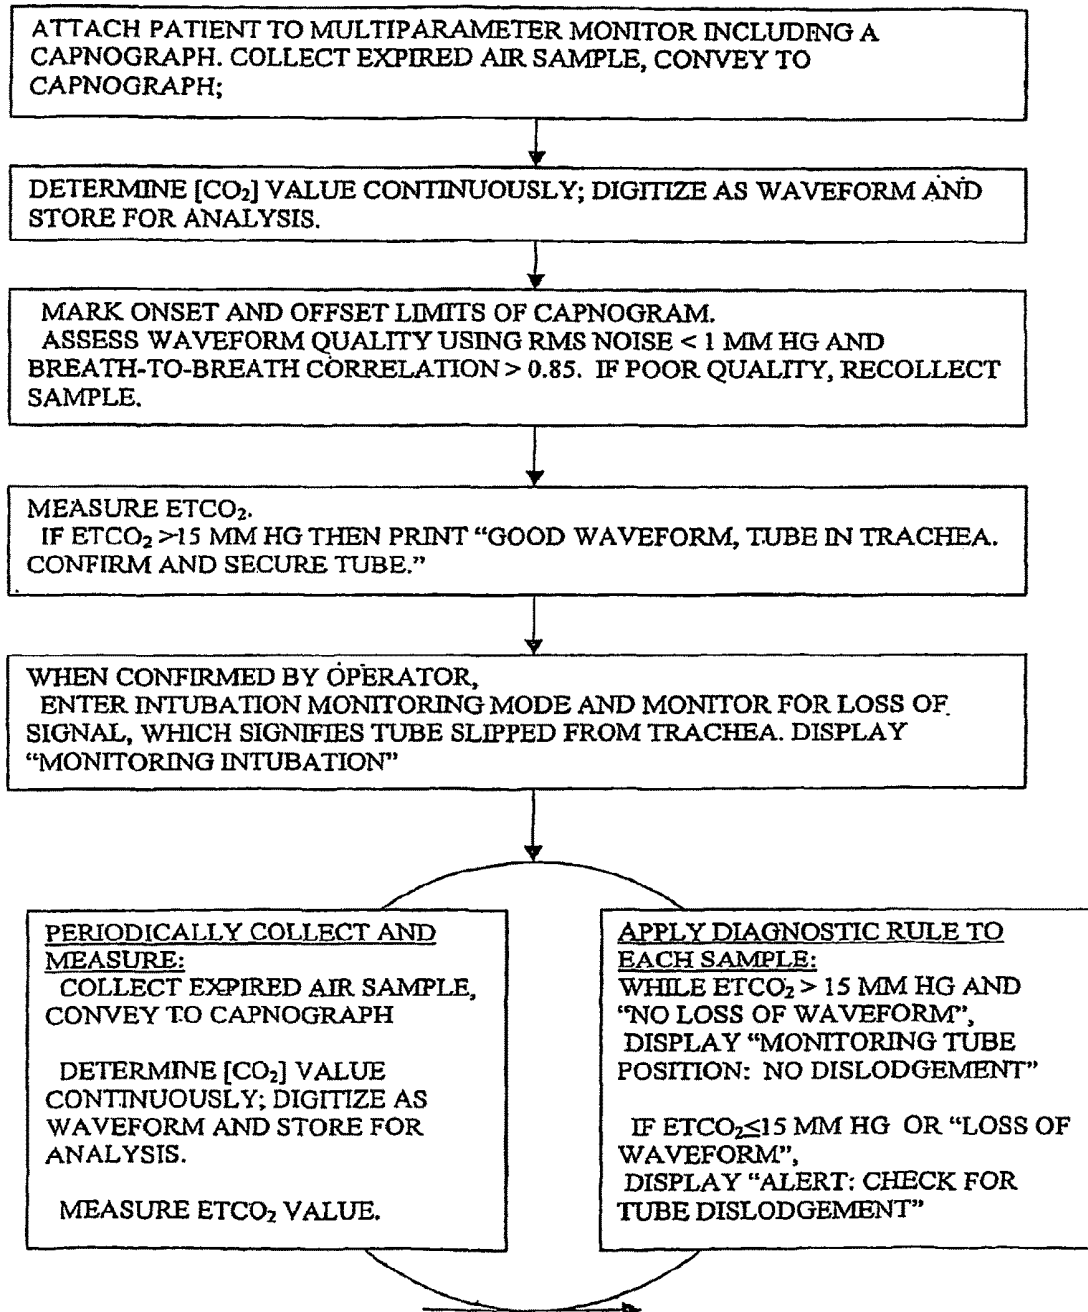 ATTACH PATIENT TO MULTIPARAMETER MONITOR INCLUDING A
CAPNOGRAPH. COLLECT EXPIRED AIR SAMPLE, CONVEY TO
CAPNOGRAPH;
DETERMINE [CO₂] VALUE CONTINUOUSLY; DIGITIZE AS WAVEFORM AND
STORE FOR ANALYSIS.
MARK ONSET AND OFFSET LIMITS OF CAPNOGRAM.
ASSESS WAVEFORM QUALITY USING RMS NOISE < 1 MM HG AND
BREATH-TO-BREATH CORRELATION > 0.85. IF POOR QUALITY, RECOLLECT
SAMPLE.
MEASURE ETCO₂.
IF ETCO₂ >15 MM HG THEN PRINT “GOOD WAVEFORM, TUBE IN TRACHEA.
CONFIRM AND SECURE TUBE.”
WHEN CONFIRMED BY OPERATOR,
ENTER INTUBATION MONITORING MODE AND MONITOR FOR LOSS OF
SIGNAL, WHICH SIGNIFIES TUBE SLIPPED FROM TRACHEA. DISPLAY
“MONITORING INTUBATION”
PERIODICALLY COLLECT AND
MEASURE:
COLLECT EXPIRED AIR SAMPLE,
CONVEY TO CAPNOGRAPH
DETERMINE [CO₂] VALUE
CONTINUOUSLY; DIGITIZE AS
WAVEFORM AND STORE FOR
ANALYSIS.
MEASURE ETCO₂ VALUE.
APPLY DIAGNOSTIC RULE TO
EACH SAMPLE:
WHILE ETCO₂ > 15 MM HG AND
“NO LOSS OF WAVEFORM”,
DISPLAY “MONITORING TUBE
POSITION: NO DISLODGEMENT”
IF ETCO₂≤15 MM HG OR “LOSS OF
WAVEFORM”,
DISPLAY “ALERT: CHECK FOR
TUBE DISLODGEMENT”